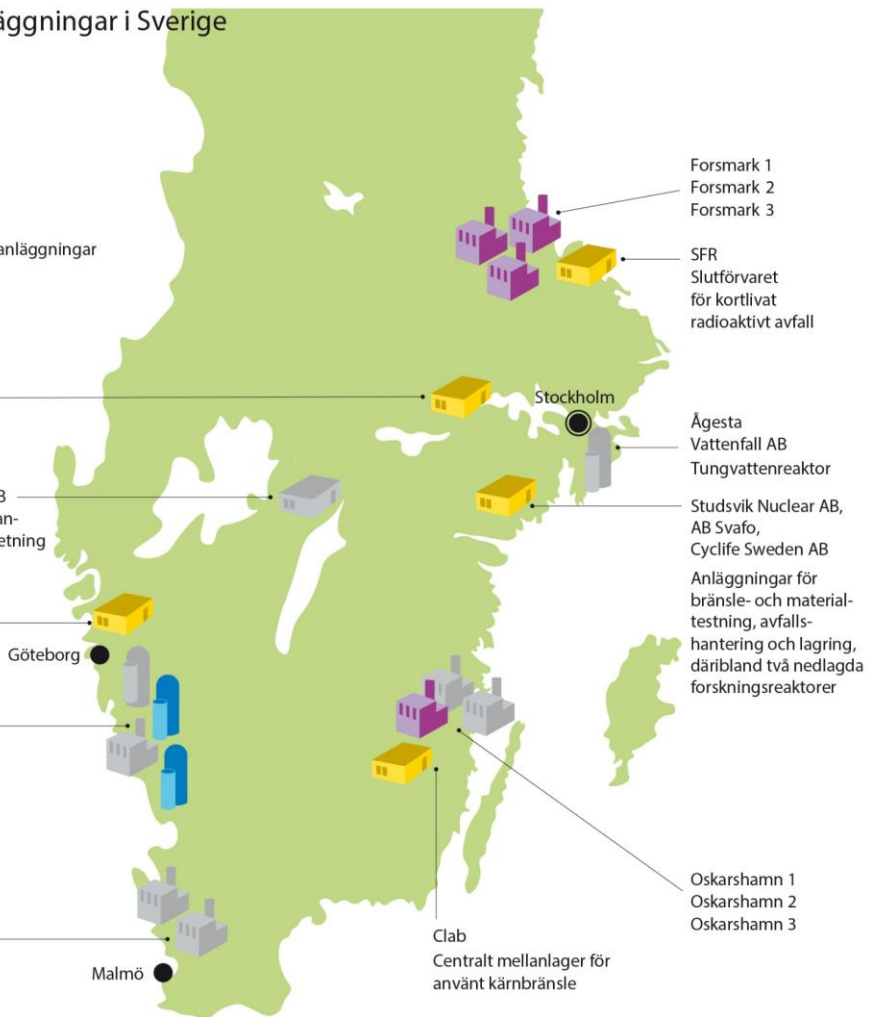 äggningar i Sverige
Forsmark 1
Forsmark 2
Forsmark 3
anläggningar
SFR
Slutförvaret
för kortlivat
radioaktivt avfall
Stockholm
Ågesta
Vattenfall AB
Tungvattenreaktor
B
an-
etning
Studsvik Nuclear AB,
AB Svafo,
Cyclife Sweden AB
Anläggningar för
bränsle- och material-
testning, avfalls-
hantering och lagring,
däribland två nedlagda
forskningsreaktorer
Göteborg
Oskarshamn 1
Oskarshamn 2
Oskarshamn 3
Clab
Centralt mellanlager för
använt kärnbränsle
Malmö